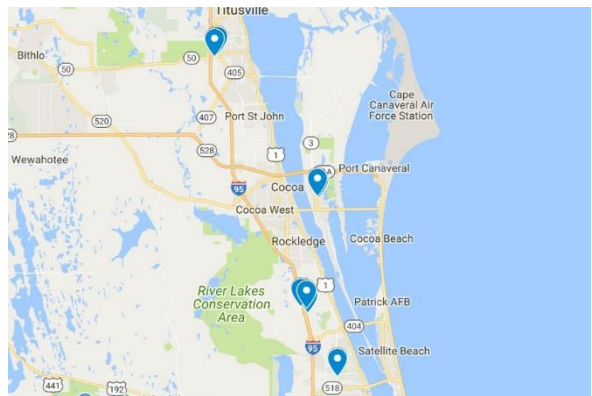 Titusville
Bithlo
50
50
405
Cape
Canaveral Air
Force Station
520
407
Port St John
28
528
3
1
Wewahotee
Port Canaveral
95
Cocoa
Cocoa West
Rockledge
Cocoa Beach
River Lakes
Conservation
Area
1
Patrick AFB
404
95
Satellite Beach
441
192
518